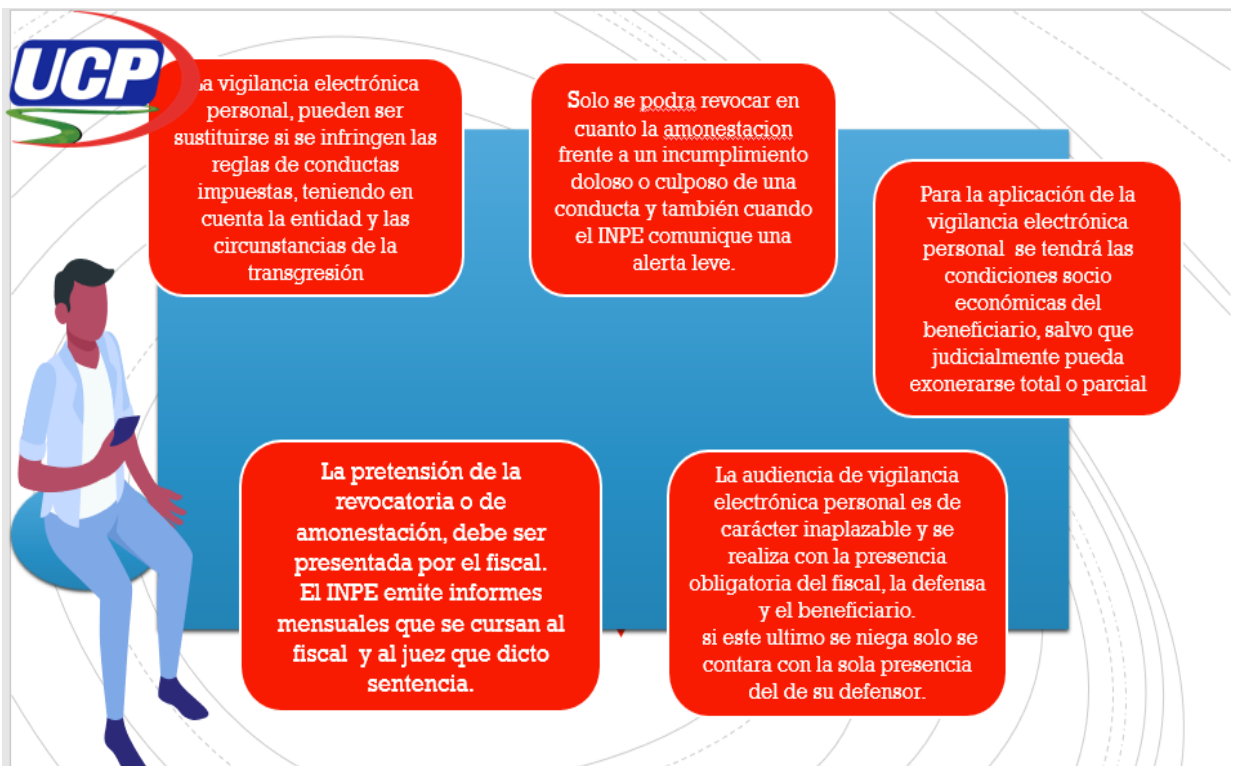 UCP
La vigilancia electrónica
personal, pueden ser
sustituirse si se infringen las
reglas de conductas
impuestas, teniendo en
cuenta la entidad y las
circunstancias de la
transgresión
Solo se podra revocar en
cuanto la amonestacion
frente a un incumplimiento
doloso o culposo de una
conducta y también cuando
el INPE comunique una
alerta leve.
Para la aplicación de la
vigilancia electrónica
personal se tendrá las
condiciones socio
económicas del
beneficiario, salvo que
judicialmente pueda
exonerarse total o parcial
La pretensión de la
revocatoria o de
amonestación, debe ser
presentada por el fiscal.
El INPE emite informes
mensuales que se cursan al
fiscal y al juez que dicto
sentencia.
La audiencia de vigilancia
electrónica personal es de
carácter inaplazable y se
realiza con la presencia
obligatoria del fiscal, la defensa
y el beneficiario.
si este ultimo se niega solo se
contara con la sola presencia
del de su defensor.